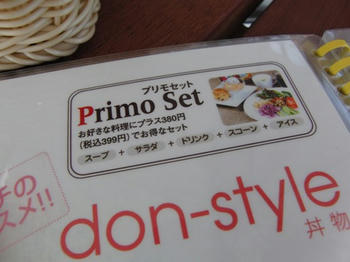 プリモセット
Primo Set
お好きな料理にプラス380円
(税込399円)でお得なセット
スープ + サラダ + ドリンク + スコーン + アイス
チの
スメ!!
don-style
丼物